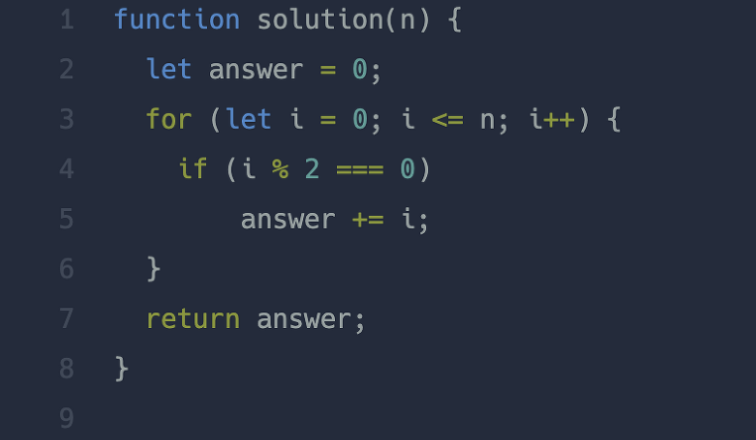 1 function solution(n) {
2 let answer = 0;
3 for (let i = 0; i <= n; i++) {
4 if (i % 2 === 0)
5 answer += i;
6 }
7 return answer;
8 }
9